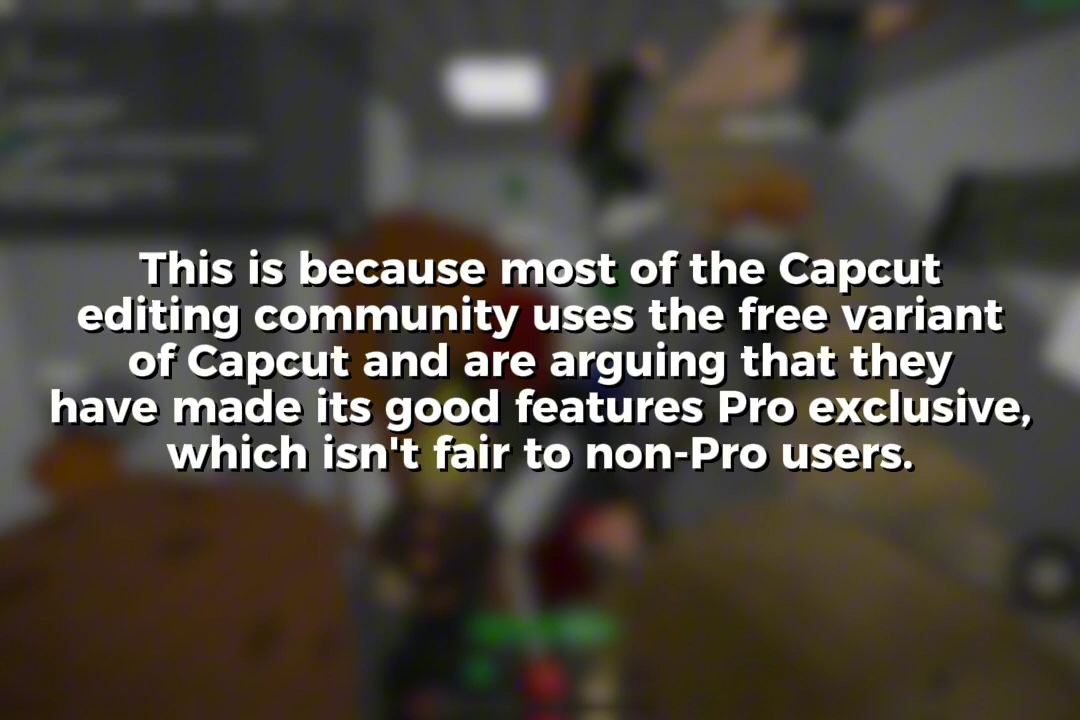 This is because most of the Capcut
editing community uses the free variant
of Capcut and are arguing that they
have made its good features Pro exclusive,
which isn't fair to non-Pro users.